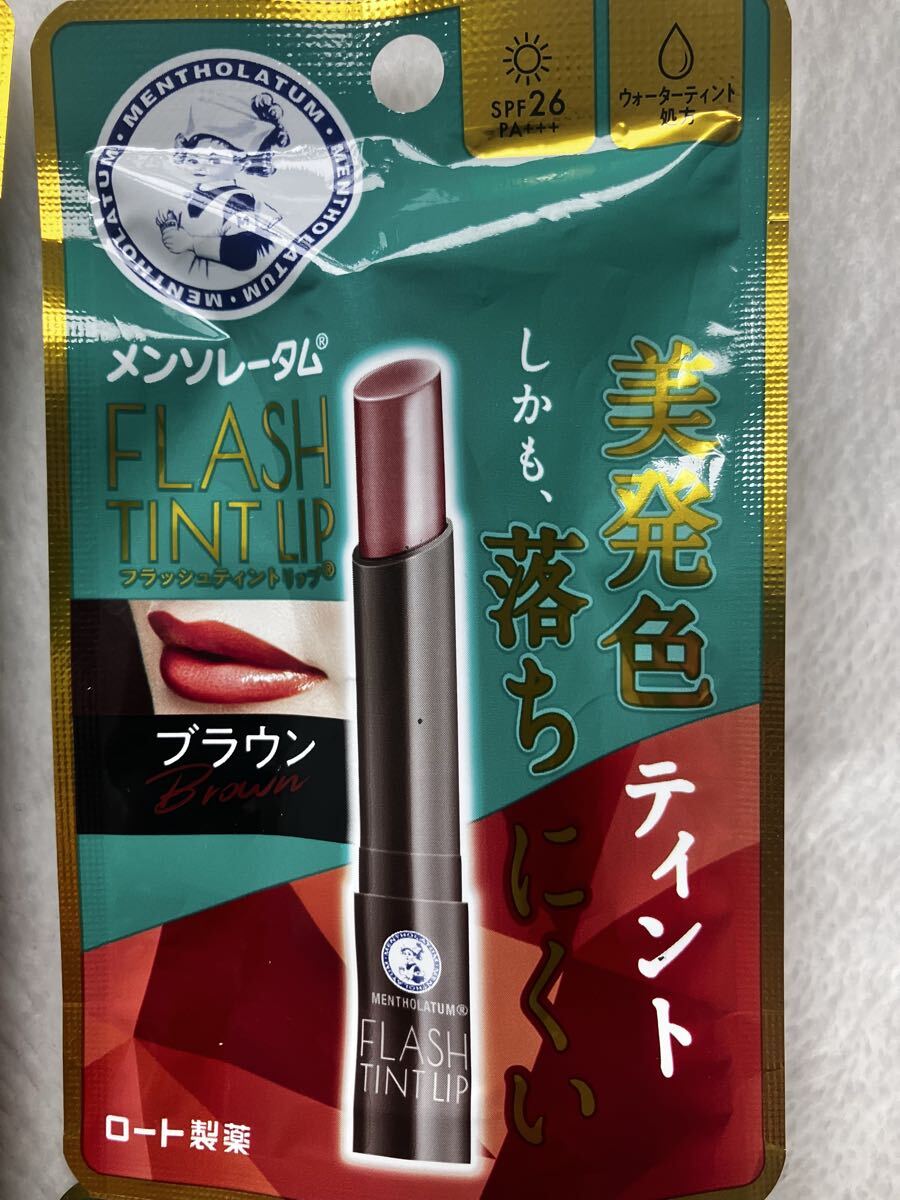 MENTHOLATUM · MENTHOLATUM · MENTHOLATUM · MENTHOLATUM ·
SPF26
PA+++
ウォーターティント
処方
メンソレータム®
FLASH
TINT LIP
フラッシュティントリップ®
美発色ティント
しかも、落ちにくい
ブラウン
Brown
MENTHOLATUM®
FLASH
TINT LIP
ロート製薬